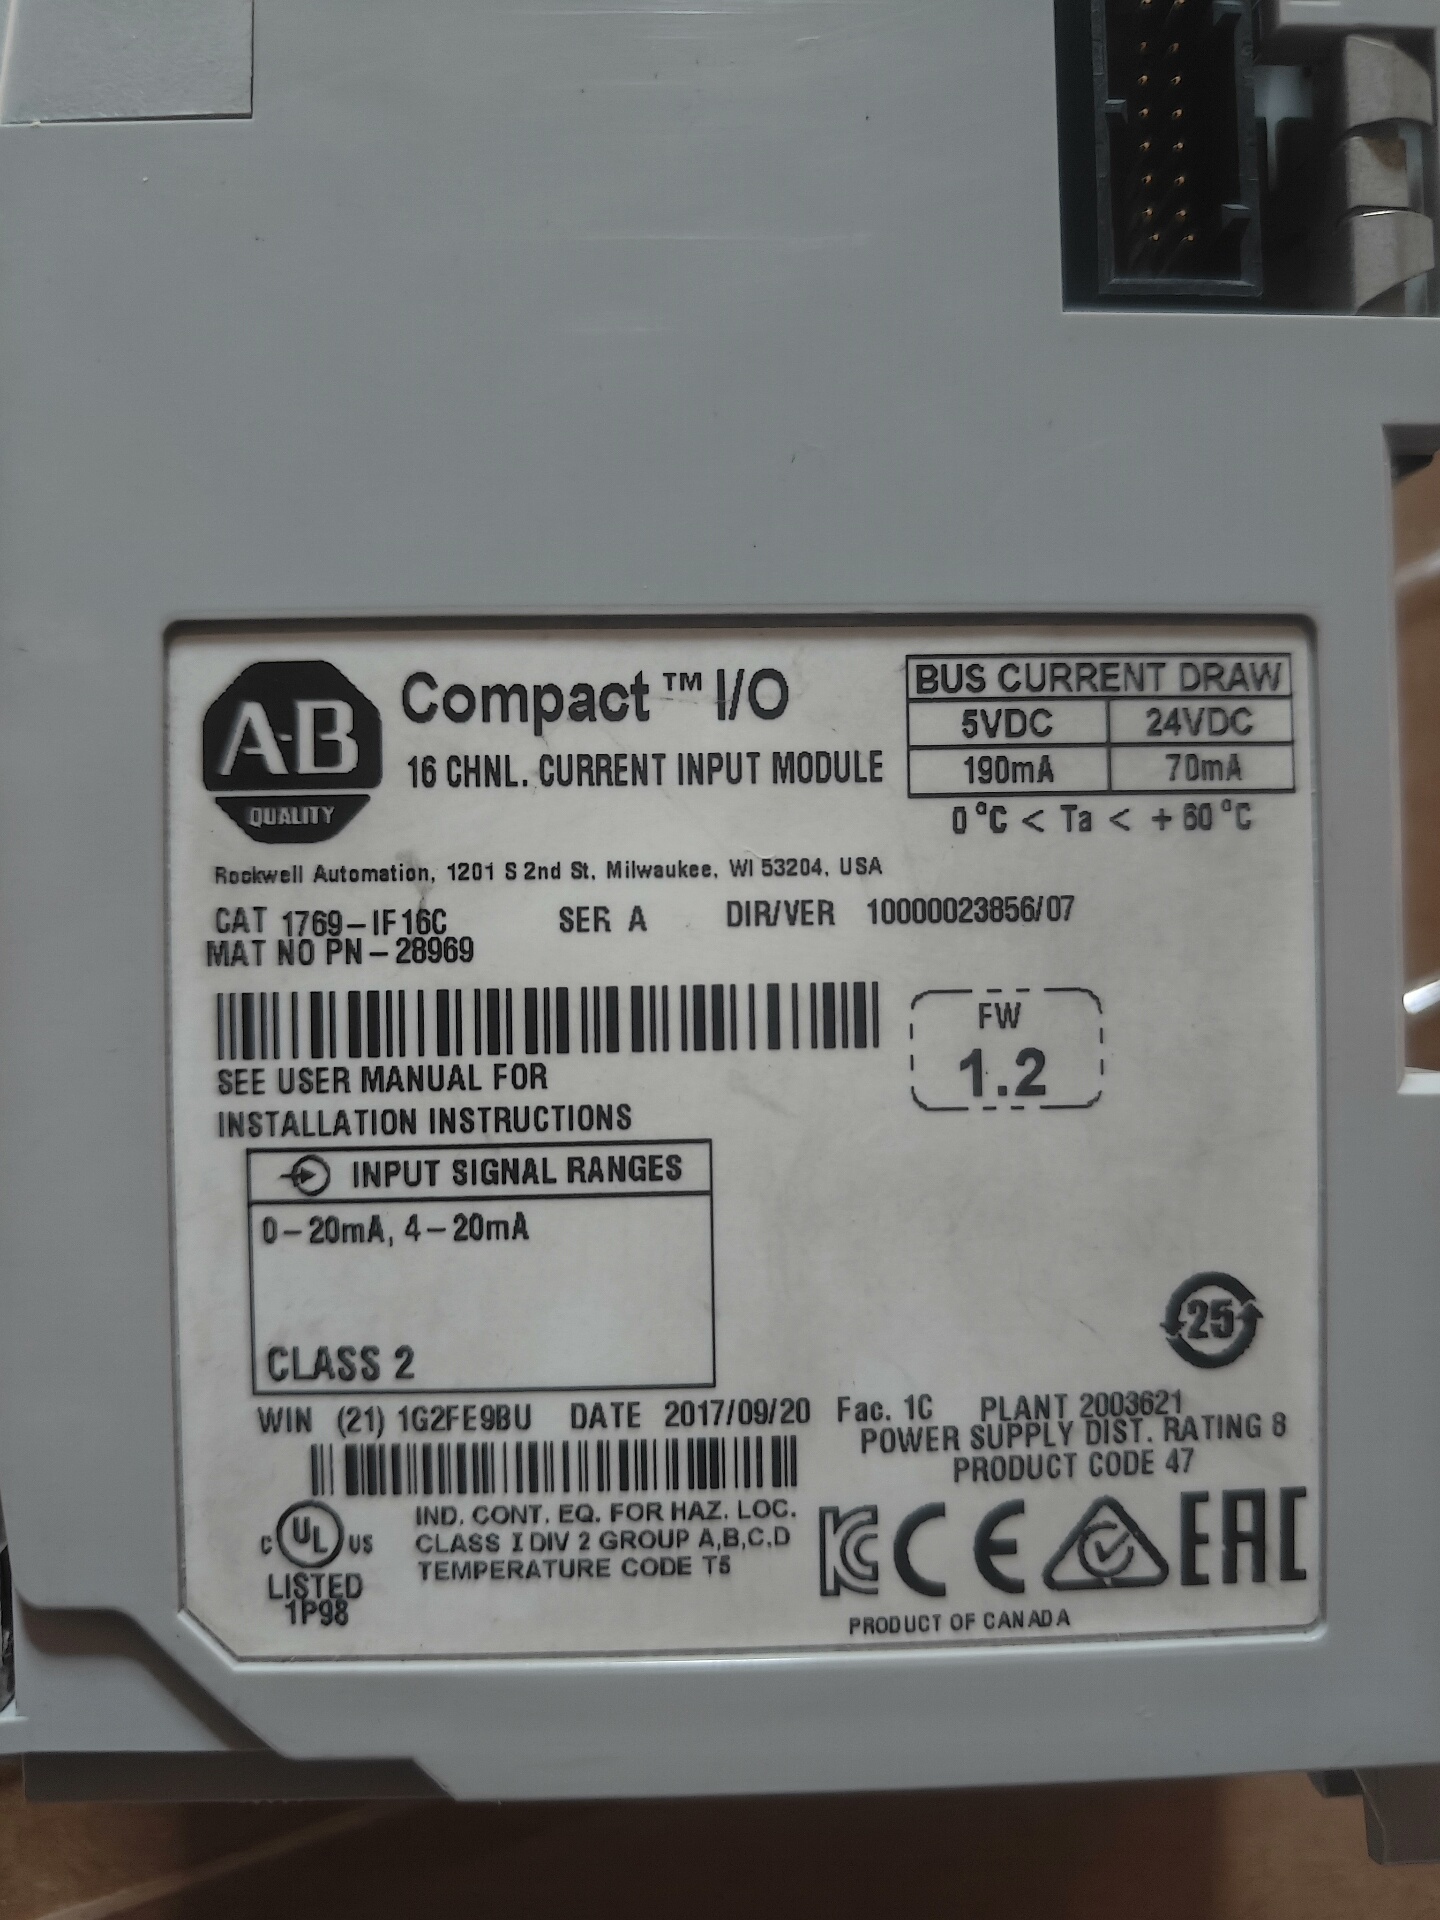 A-B
QUALITY
Compact™ I/O
16 CHNL. CURRENT INPUT MODULE
BUS CURRENT DRAW
5VDC 24VDC
190mA 70mA
0°C < Ta < +60°C
Rockwell Automation, 1201 S 2nd St, Milwaukee, WI 53204, USA
CAT 1769-IF16C SER A DIR/VER 10000023856/07
MAT NO PN-28969
FW
1.2
SEE USER MANUAL FOR
INSTALLATION INSTRUCTIONS
INPUT SIGNAL RANGES
0-20mA, 4-20mA
CLASS 2
25
WIN (21) 1G2FE9BU DATE 2017/09/20 Fac. 1C PLANT 2003621
POWER SUPPLY DIST. RATING 8
PRODUCT CODE 47
C UL US
LISTED
1P98
IND. CONT. EQ. FOR HAZ. LOC.
CLASS I DIV 2 GROUP A,B,C,D
TEMPERATURE CODE T5
KC CE EAC
PRODUCT OF CANADA